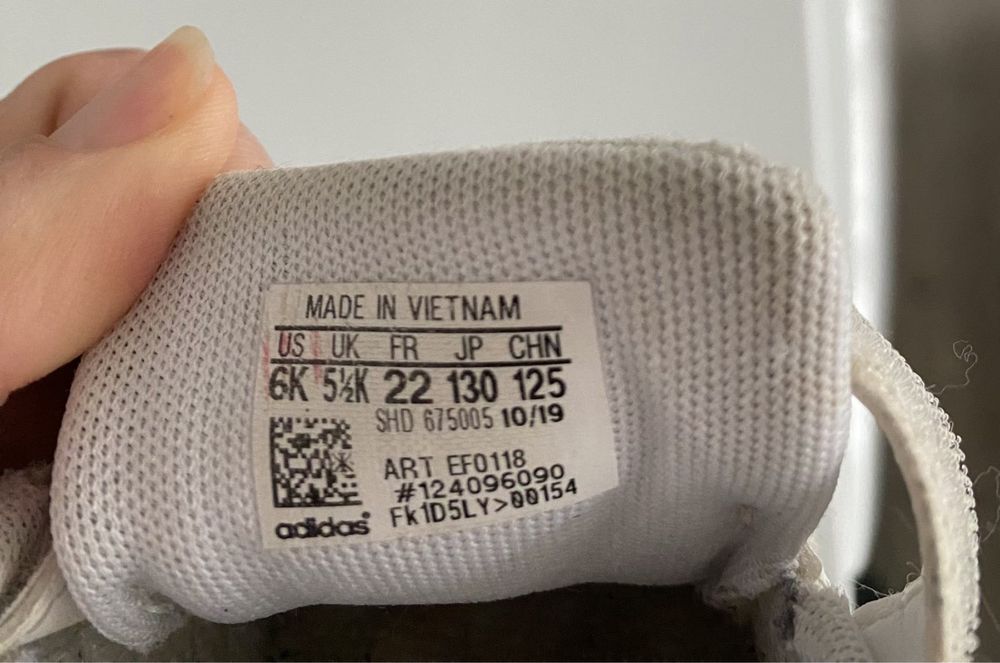 MADE IN VIETNAM
US UK FR JP CHN
6K 5½K 22 130 125
SHD 675005 10/19
ART EF0118
#124096090
Fk1D5LY>00154
adidas